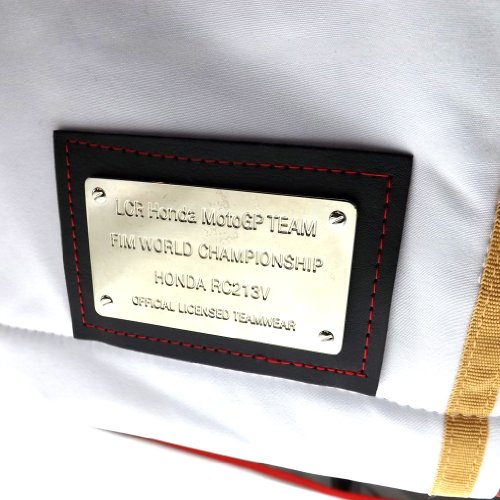 LCR Honda MotoGP TEAM
FIM WORLD CHAMPIONSHIP
HONDA RC213V
OFFICIAL LICENSED TEAMWEAR